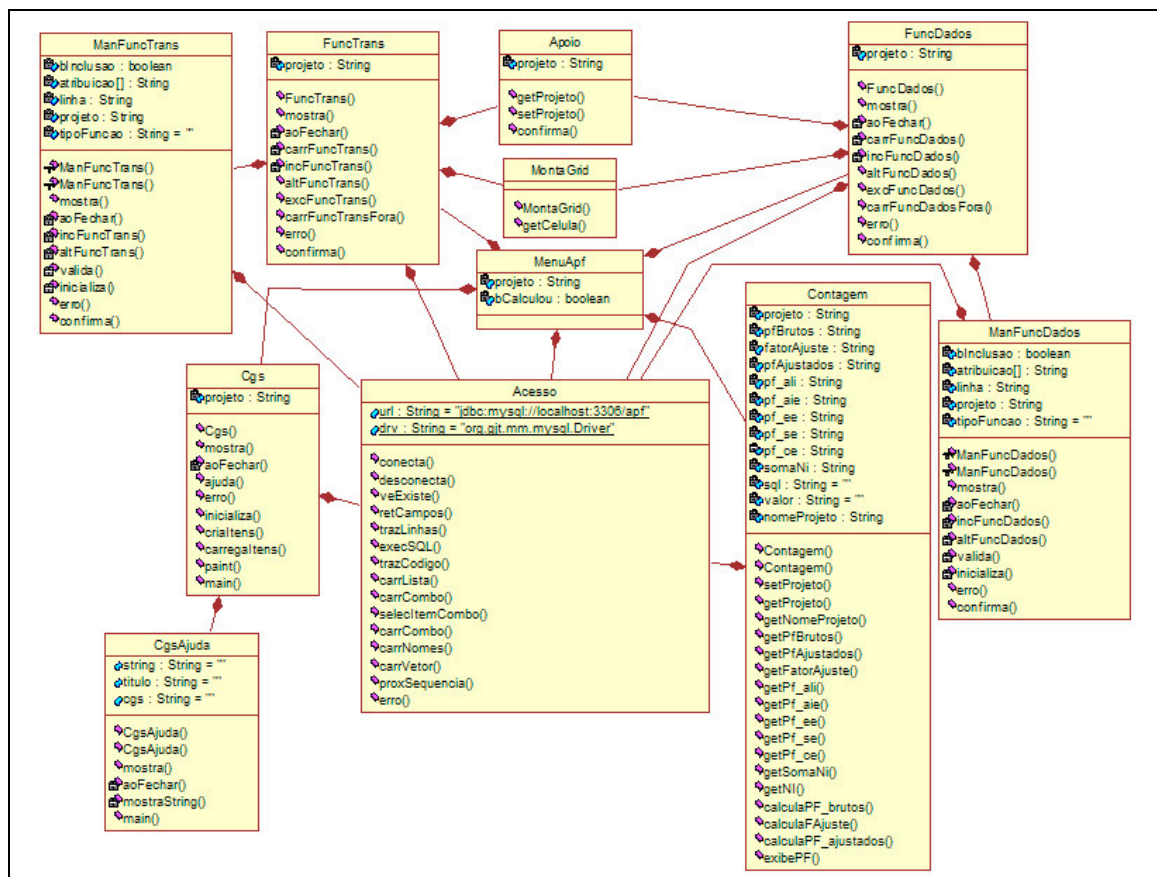 ManFuncTrans
bInclusao : boolean
atribuicao[] : String
linha : String
projeto : String
tipoFuncao : String = ""
ManFuncTrans()
ManFuncTrans()
mostra()
aoFechar()
incFuncTrans()
altFuncTrans()
valida()
inicializa()
erro()
confirma()
FuncTrans
projeto : String
FuncTrans()
mostra()
aoFechar()
carrFuncTrans()
incFuncTrans()
altFuncTrans()
excFuncTrans()
carrFuncTransFora()
erro()
confirma()
Apoio
projeto : String
getProjeto()
setProjeto()
confirma()
MontaGrid
MontaGrid()
getCelula()
MenuApf
projeto : String
bCalculou : boolean
FuncDados
projeto : String
FuncDados()
mostra()
aoFechar()
carrFuncDados()
incFuncDados()
altFuncDados()
excFuncDados()
carrFuncDadosFora()
erro()
confirma()
Cgs
projeto : String
Cgs()
mostra()
aoFechar()
ajuda()
erro()
inicializa()
criaItens()
carregaItens()
paint()
main()
CgsAjuda
string : String = ""
titulo : String = ""
cgs : String = ""
CgsAjuda()
CgsAjuda()
mostra()
aoFechar()
mostraString()
main()
Acesso
url : String = "jdbc:mysql://localhost:3306/apf"
drv : String = "org.gjt.mm.mysql.Driver"
conecta()
desconecta()
veExiste()
retCampos()
trazLinhas()
execSQL()
trazCodigo()
carrLista()
carrCombo()
selecItemCombo()
carrCombo()
carrNomes()
carrVetor()
proxSequencia()
erro()
Contagem
projeto : String
pfBrutos : String
fatorAjuste : String
pfAjustados : String
pf_ali : String
pf_aie : String
pf_ee : String
pf_se : String
pf_ce : String
somaNi : String
sql : String = ""
valor : String = ""
nomeProjeto : String
Contagem()
Contagem()
setProjeto()
getProjeto()
getNomeProjeto()
getPfBrutos()
getPfAjustados()
getFatorAjuste()
getPf_ali()
getPf_aie()
getPf_ee()
getPf_se()
getPf_ce()
getSomaNi()
getNI()
calculaPF_brutos()
calculaFAjuste()
calculaPF_ajustados()
exibePF()
ManFuncDados
bInclusao : boolean
atribuicao[] : String
linha : String
projeto : String
tipoFuncao : String = ""
ManFuncDados()
ManFuncDados()
mostra()
aoFechar()
incFuncDados()
altFuncDados()
valida()
inicializa()
erro()
confirma()